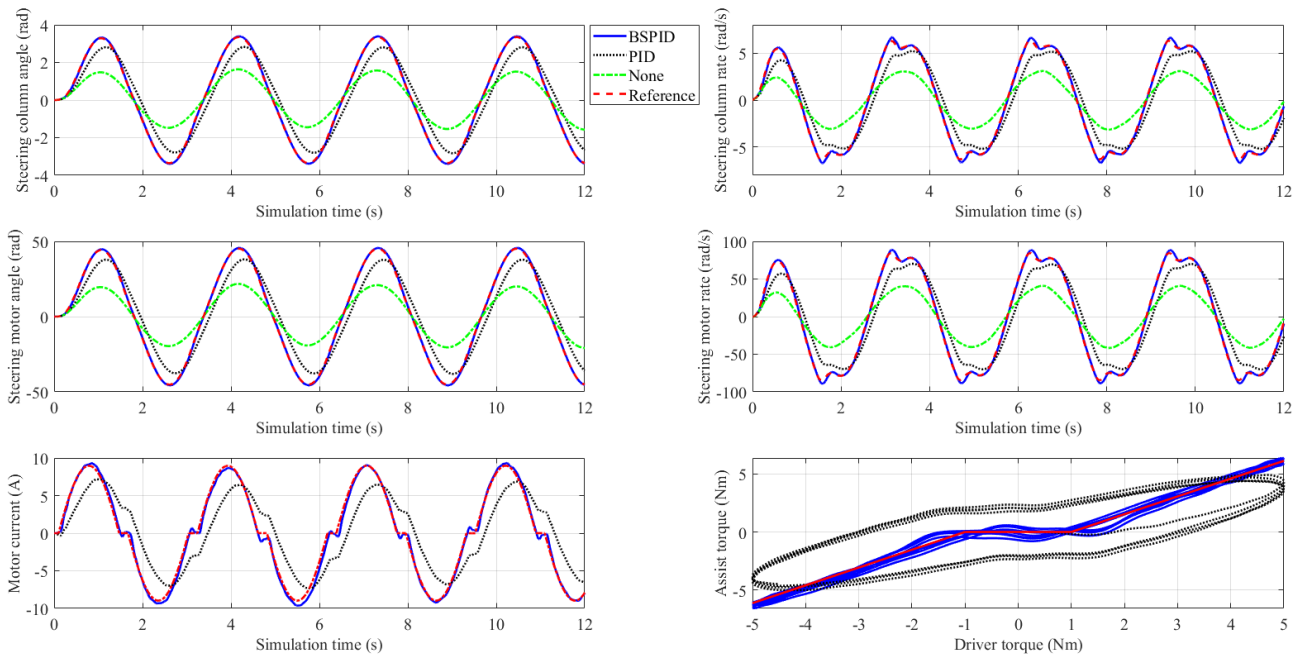 Steering column angle (rad)
4
2
0
-2
-4
0 2 4 6 8 10 12
Simulation time (s)
BSPID
PID
None
Reference
Steering column rate (rad/s)
5
0
-5
0 2 4 6 8 10 12
Simulation time (s)
Steering motor angle (rad)
50
0
-50
0 2 4 6 8 10 12
Simulation time (s)
Steering motor rate (rad/s)
100
50
0
-50
-100
0 2 4 6 8 10 12
Simulation time (s)
Motor current (A)
10
5
0
-5
-10
0 2 4 6 8 10 12
Simulation time (s)
Assist torque (Nm)
5
0
-5
-5 -4 -3 -2 -1 0 1 2 3 4 5
Driver torque (Nm)